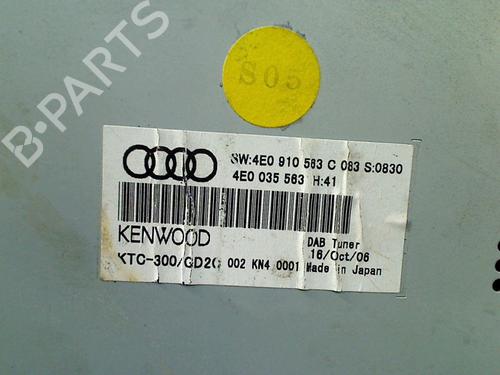 B-PARTS
S05
SW:4E0 910 563 C 063 S:0830
4E0 035 563 H:41
KENWOOD
DAB Tuner
16/Oct/06
KTC-300/GD2C 002 KN4 0001 Made in Japan